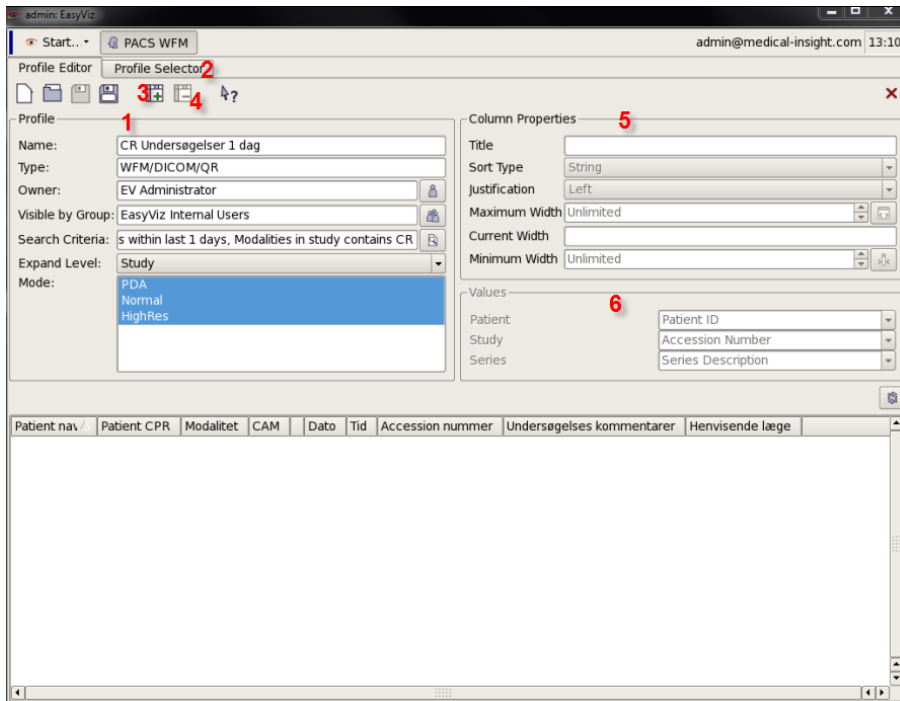 admin: EasyViz
Start.. PACS WFM admin@medical-insight.com 13:10
Profile Editor Profile Selector 2
3 4 ?
Profile 1
Name: CR Undersøgelser 1 dag
Type: WFM/DICOM/QR
Owner: EV Administrator
Visible by Group: EasyViz Internal Users
Search Criteria: s within last 1 days, Modalities in study contains CR
Expand Level: Study
Mode: PDA
Normal
HighRes
Column Properties 5
Title
Sort Type String
Justification Left
Maximum Width Unlimited
Current Width
Minimum Width Unlimited
Values 6
Patient Patient ID
Study Accession Number
Series Series Description
Patient nav Patient CPR Modalitet CAM Dato Tid Accession nummer Undersøgelses kommentarer Henvisende læge